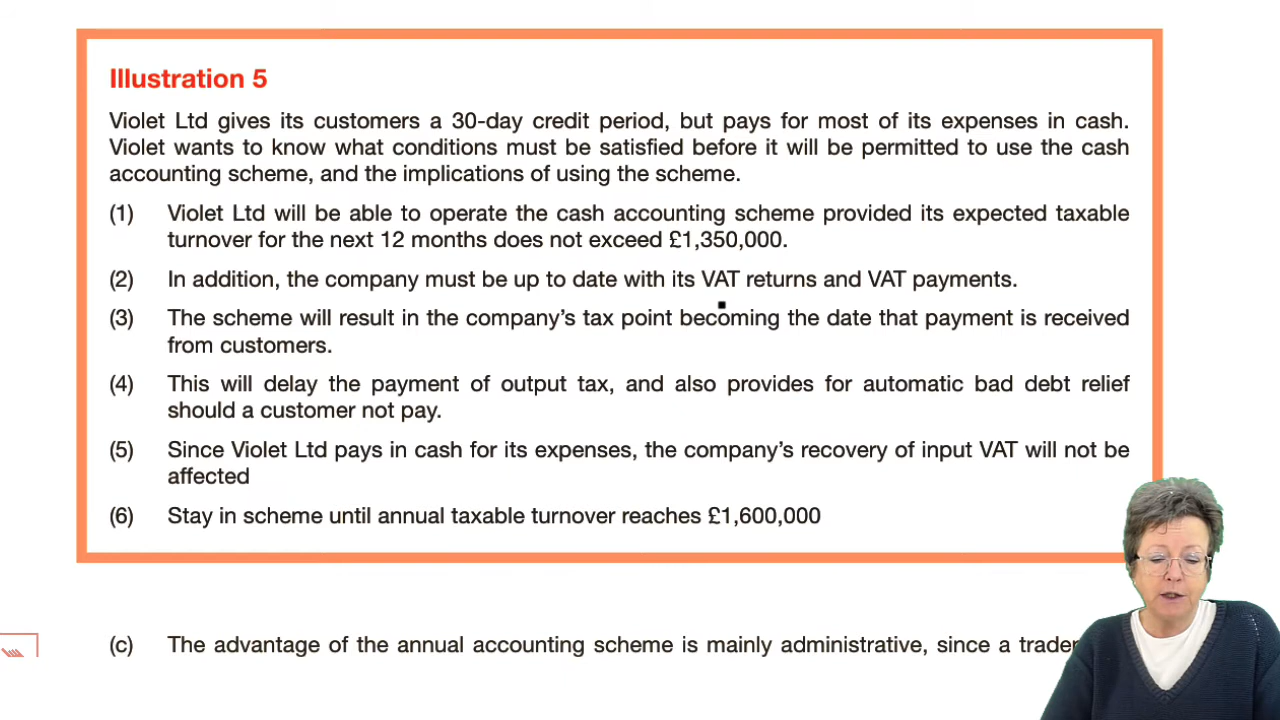 Illustration 5
Violet Ltd gives its customers a 30-day credit period, but pays for most of its expenses in cash.
Violet wants to know what conditions must be satisfied before it will be permitted to use the cash
accounting scheme, and the implications of using the scheme.
(1) Violet Ltd will be able to operate the cash accounting scheme provided its expected taxable
turnover for the next 12 months does not exceed £1,350,000.
(2) In addition, the company must be up to date with its VAT returns and VAT payments.
(3) The scheme will result in the company's tax point becoming the date that payment is received
from customers.
(4) This will delay the payment of output tax, and also provides for automatic bad debt relief
should a customer not pay.
(5) Since Violet Ltd pays in cash for its expenses, the company's recovery of input VAT will not be
affected
(6) Stay in scheme until annual taxable turnover reaches £1,600,000
(c) The advantage of the annual accounting scheme is mainly administrative, since a trader